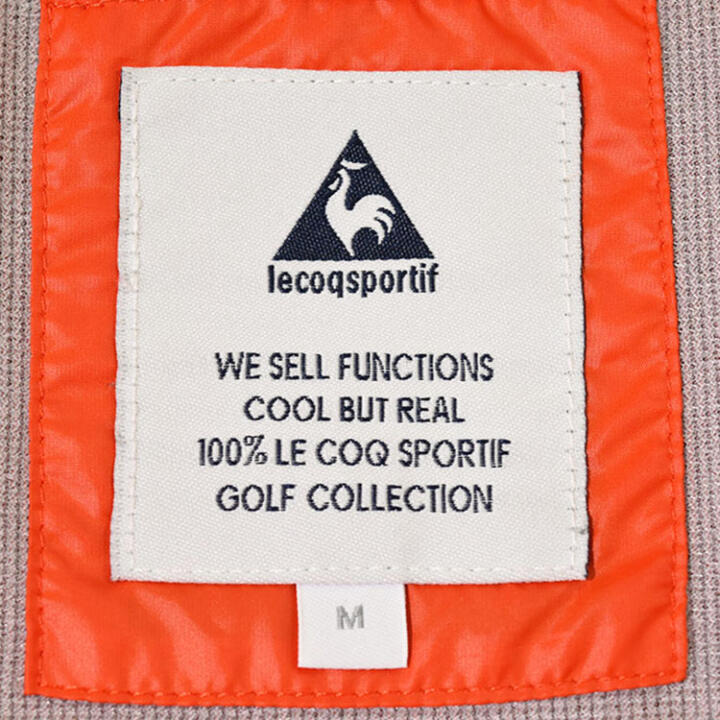 lecoqsportif
WE SELL FUNCTIONS
COOL BUT REAL
100% LE COQ SPORTIF
GOLF COLLECTION
M